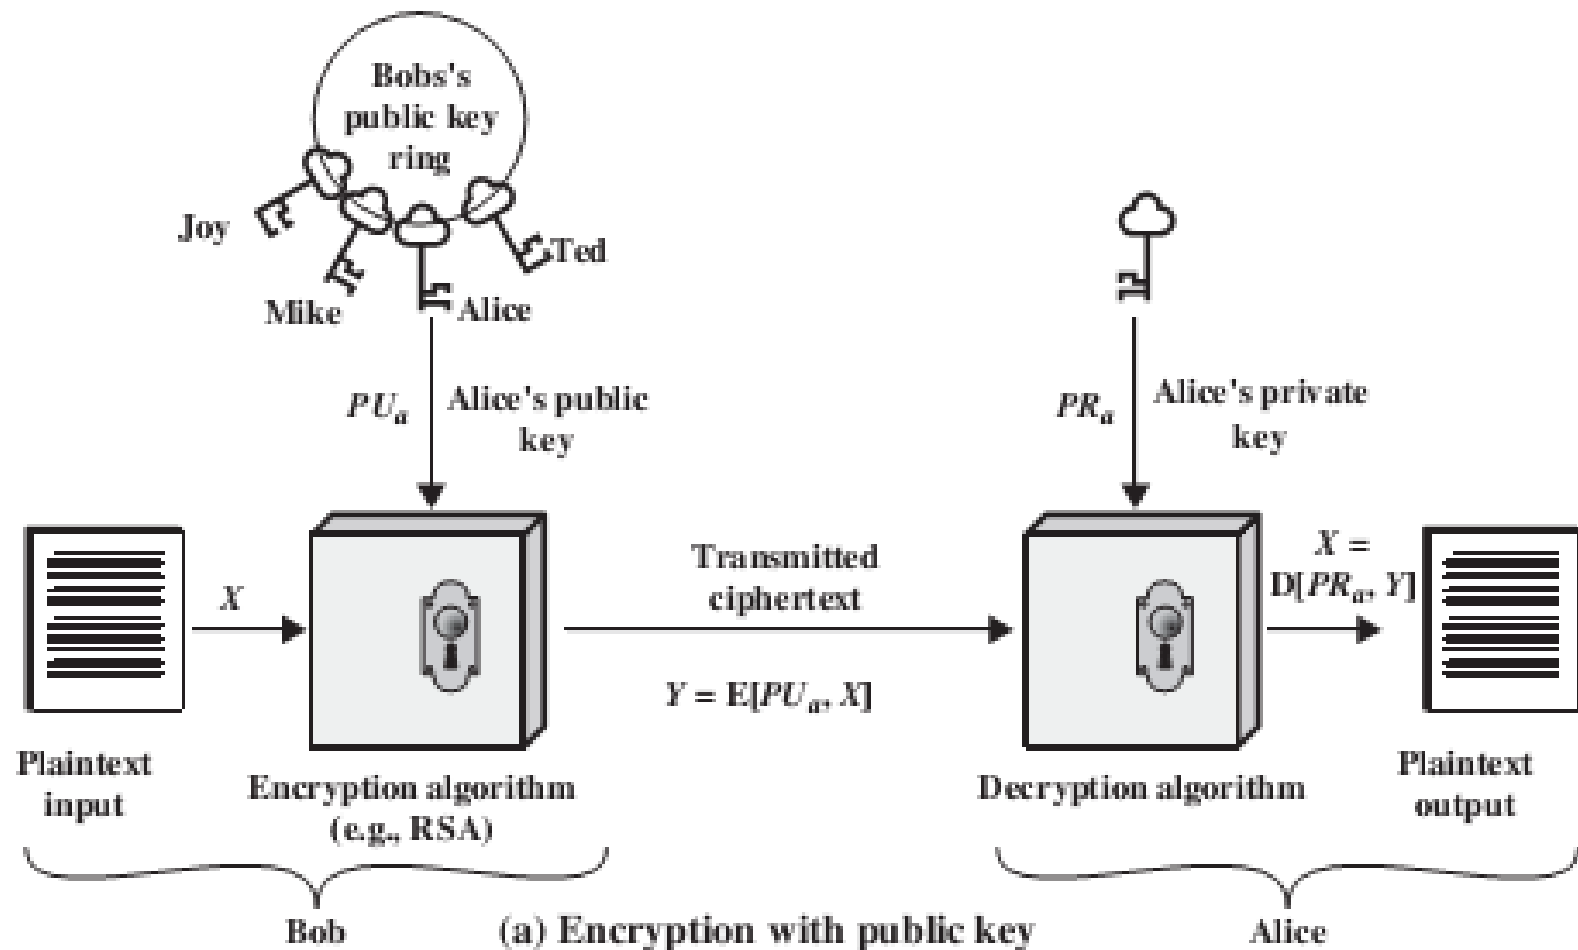 Bobs's
public key
ring
Joy
Ted
Mike
Alice
PUa
Alice's public
key
PRa
Alice's private
key
X
Transmitted
ciphertext
X =
D[PRa, Y]
Y = E[PUa, X]
Plaintext
input
Encryption algorithm
(e.g., RSA)
Decryption algorithm
Plaintext
output
Bob
(a) Encryption with public key
Alice